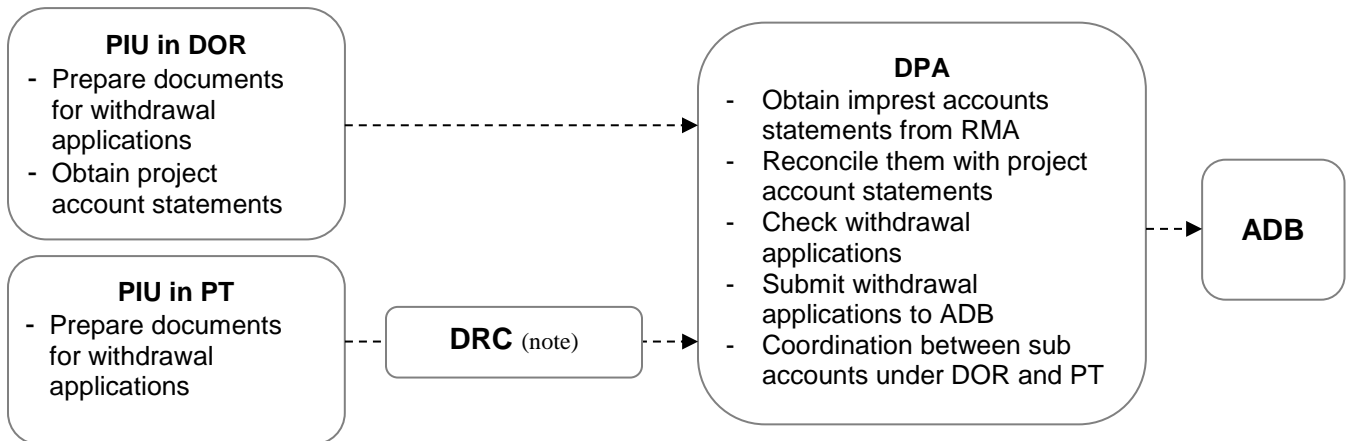 PIU in DOR
- Prepare documents
for withdrawal
applications
- Obtain project
account statements
PIU in PT
- Prepare documents
for withdrawal
applications
DRC (note)
DPA
- Obtain imprest accounts
statements from RMA
- Reconcile them with project
account statements
- Check withdrawal
applications
- Submit withdrawal
applications to ADB
- Coordination between sub
accounts under DOR and PT
ADB